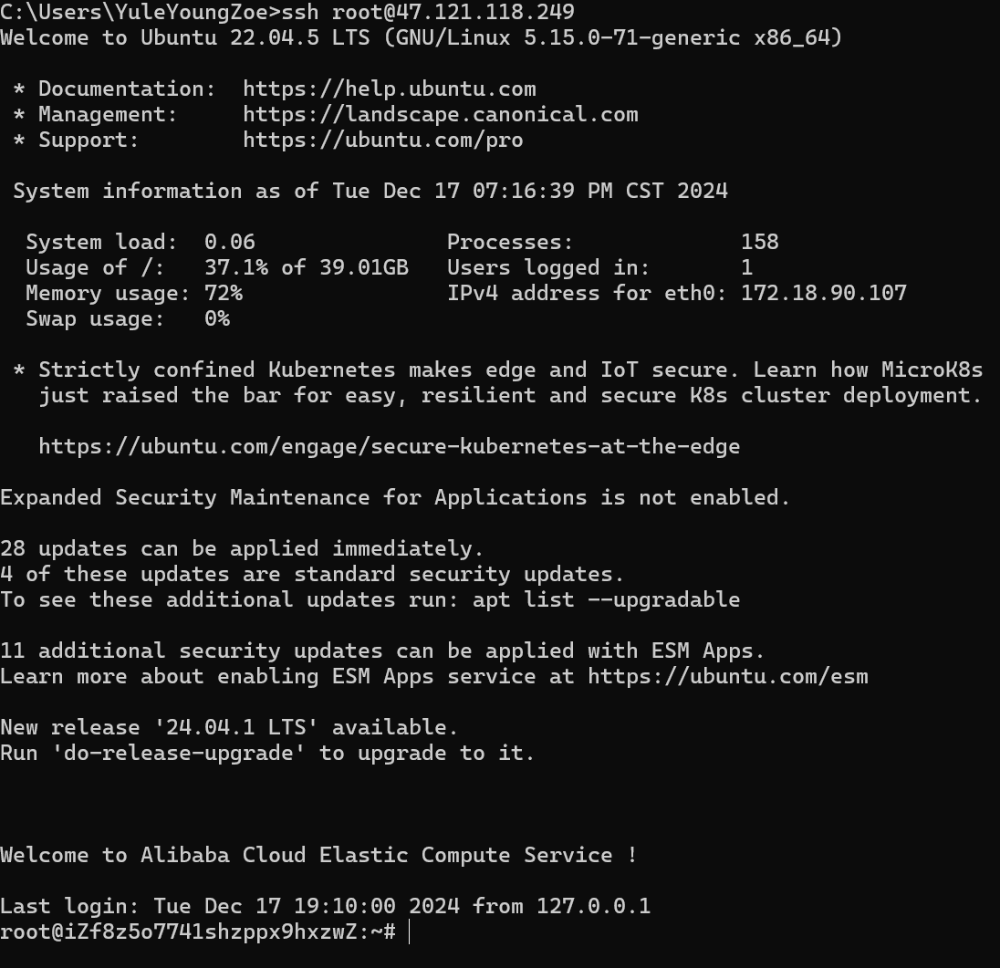 C:\Users\YuleYoungZoe>ssh root@47.121.118.249
Welcome to Ubuntu 22.04.5 LTS (GNU/Linux 5.15.0-71-generic x86_64)
* Documentation:  https://help.ubuntu.com
* Management:     https://landscape.canonical.com
* Support:        https://ubuntu.com/pro
System information as of Tue Dec 17 07:16:39 PM CST 2024
System load:  0.06               Processes:             158
Usage of /:   37.1% of 39.01GB   Users logged in:       1
Memory usage: 72%                IPv4 address for eth0: 172.18.90.107
Swap usage:   0%
* Strictly confined Kubernetes makes edge and IoT secure. Learn how MicroK8s
just raised the bar for easy, resilient and secure K8s cluster deployment.
https://ubuntu.com/engage/secure-kubernetes-at-the-edge
Expanded Security Maintenance for Applications is not enabled.
28 updates can be applied immediately.
4 of these updates are standard security updates.
To see these additional updates run: apt list --upgradable
11 additional security updates can be applied with ESM Apps.
Learn more about enabling ESM Apps service at https://ubuntu.com/esm
New release '24.04.1 LTS' available.
Run 'do-release-upgrade' to upgrade to it.
Welcome to Alibaba Cloud Elastic Compute Service !
Last login: Tue Dec 17 19:10:00 2024 from 127.0.0.1
root@iZf8z5o7741shzppx9hxzwZ:~#